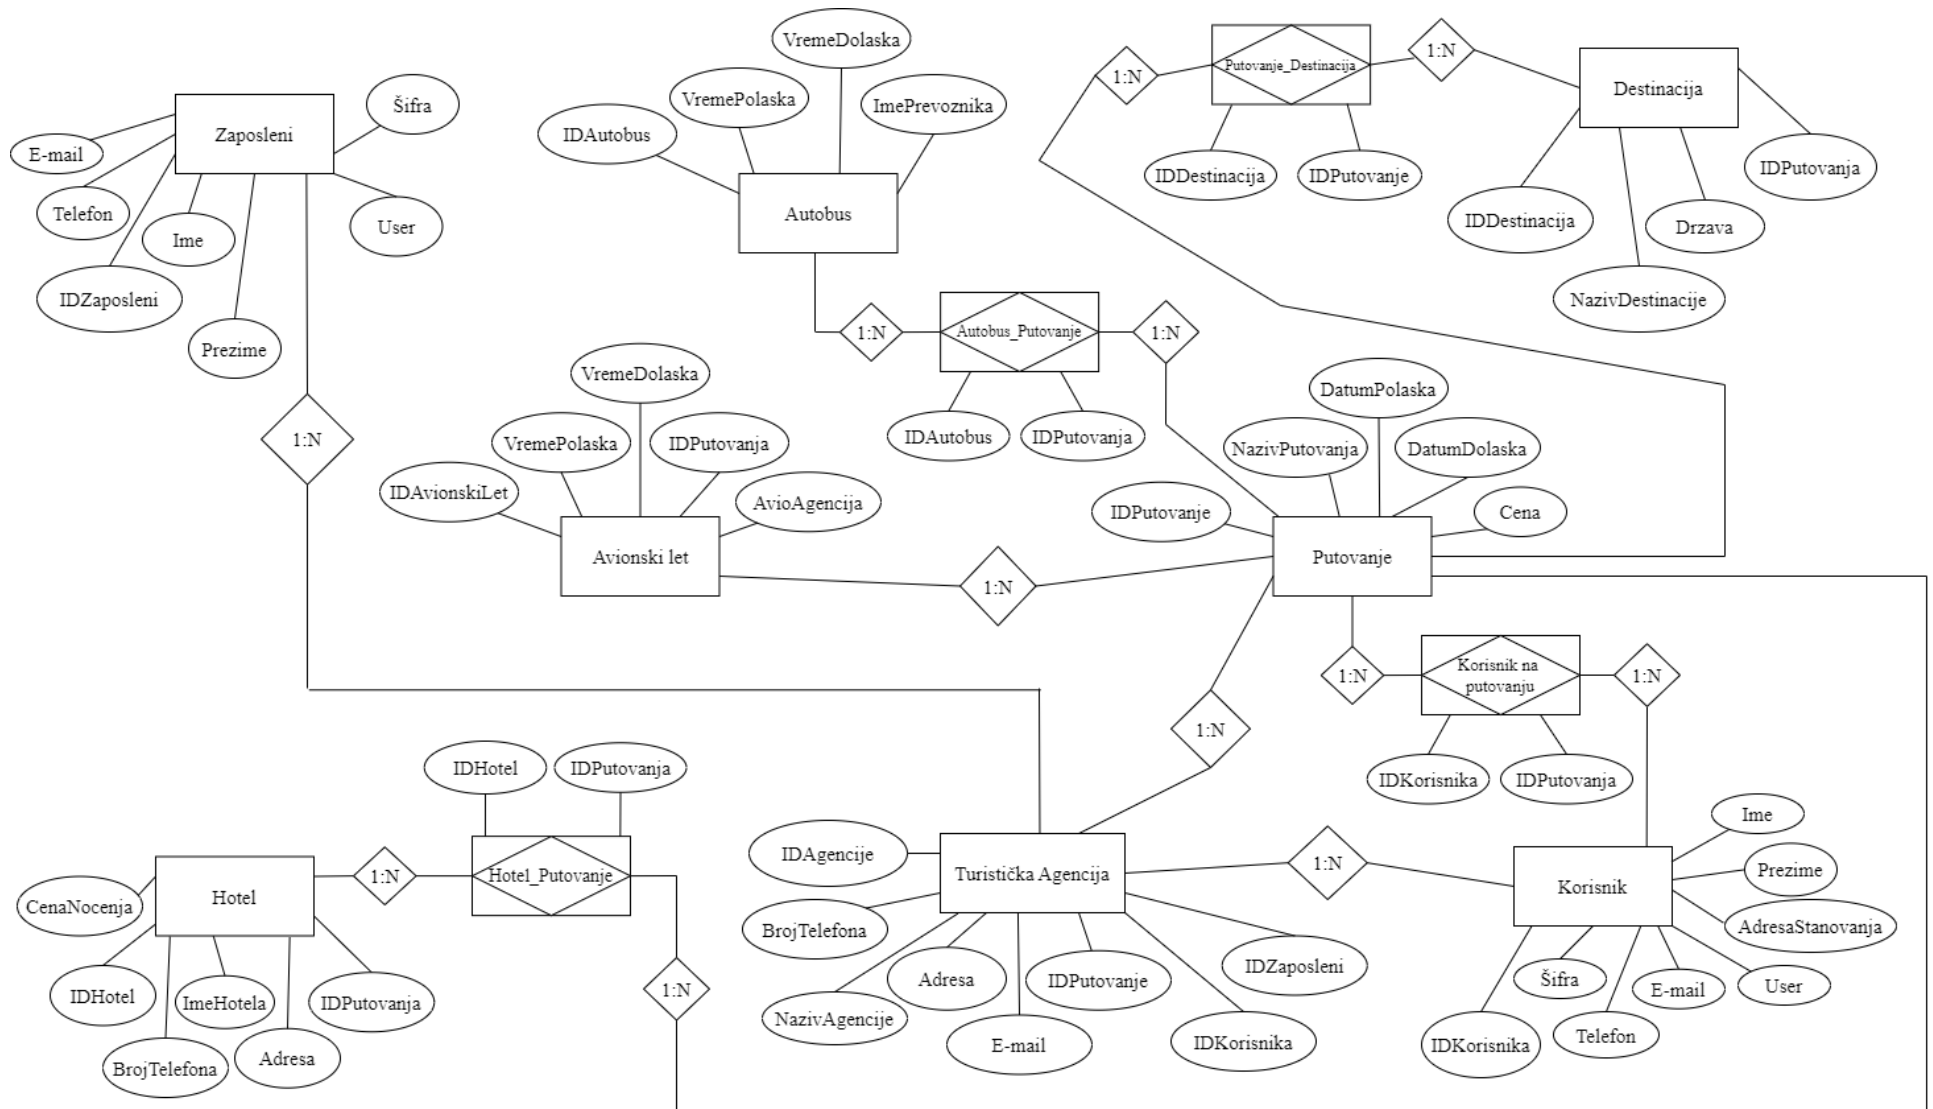 VremeDolaska
1:N
Putovanje_Destinacija
1:N
Destinacija
Šifra
VremePolaska
ImePrevoznika
IDAutobus
Zaposleni
E-mail
Telefon
Ime
User
IDZaposleni
Prezime
Autobus
IDDestinacija
IDPutovanje
IDPutovanja
IDDestinacija
Drzava
NazivDestinacije
1:N
Autobus_Putovanje
1:N
IDAutobus
IDPutovanja
1:N
VremeDolaska
VremePolaska
IDPutovanja
IDAvionskiLet
AvioAgencija
Avionski let
1:N
DatumPolaska
NazivPutovanja
DatumDolaska
IDPutovanje
Cena
Putovanje
1:N
Korisnik na
putovanju
1:N
IDKorisnika
IDPutovanja
1:N
IDHotel
IDPutovanja
Hotel
1:N
Hotel_Putovanje
CenaNocenja
IDHotel
ImeHotela
IDPutovanja
BrojTelefona
Adresa
1:N
IDAgencije
Turistička Agencija
1:N
BrojTelefona
NazivAgencije
Adresa
E-mail
IDPutovanje
IDKorisnika
IDZaposleni
Korisnik
Ime
Prezime
AdresaStanovanja
User
E-mail
Šifra
Telefon
IDKorisnika